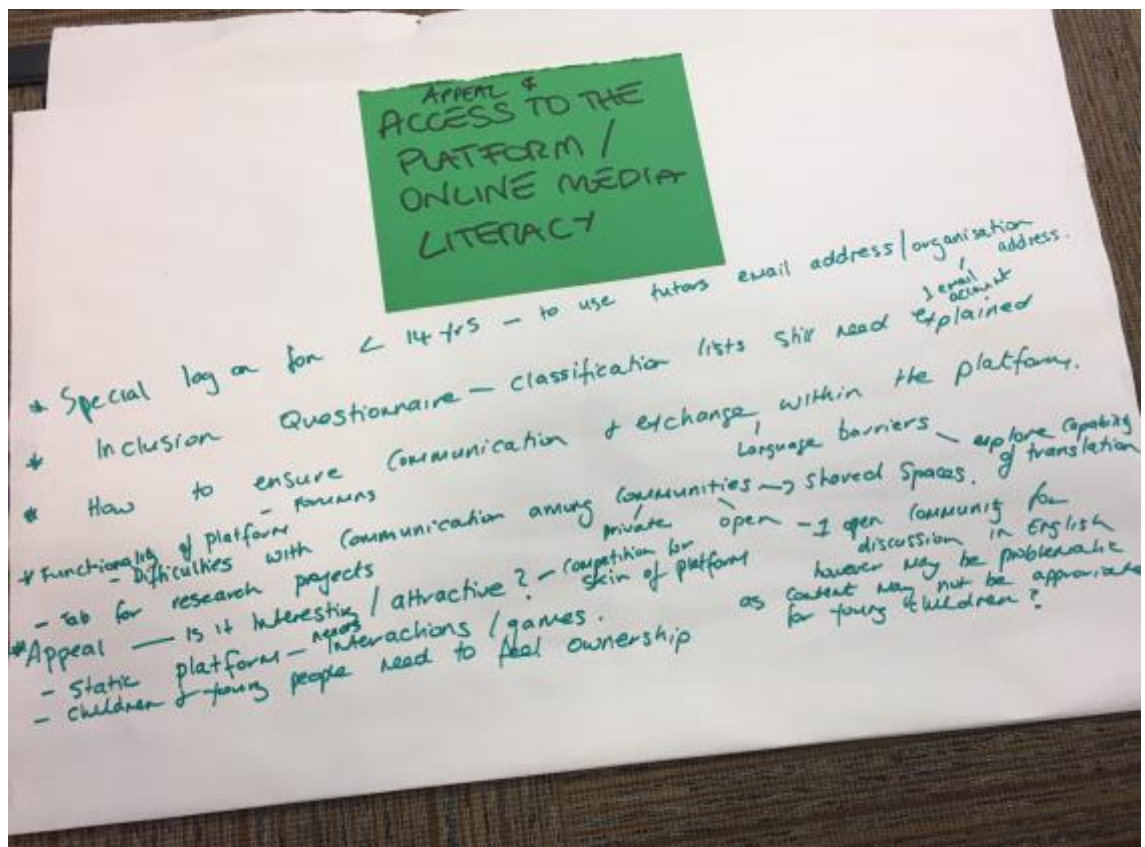 APPEAL &
ACCESS TO THE
PLATFORM /
ONLINE MEDIA
LITERACY
* Special log on for < 14 yrs – to use tutors email address / organisation address.
1 email account
* Inclusion Questionnaire – classification lists still need explained
* How to ensure communication & exchange within the platform.
Language barriers – explore capability of translation
* Functionality of platform
- Forums
- Difficulties with communication among communities → shared spaces.
private open – 1 open community for discussion in English
however may be problematic
as content may not be appropriate
for young children?
- Tab for research projects
* Appeal — Is it interesting / attractive? – competition for skin of platform
- Static platform – needs interactions / games.
- Children & young people need to feel ownership